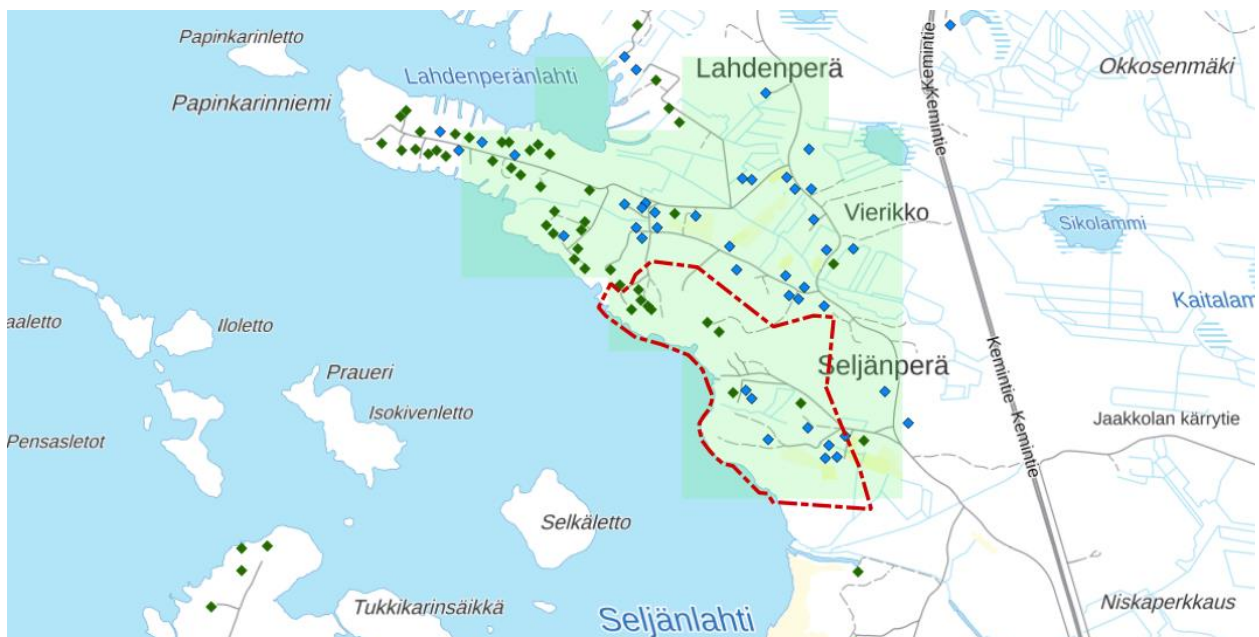 Papinkarinletto
Lahdenperänlahti
Lahdenperä
Okkosenmäki
Papinkarinniemi
Kemintie
Kemintie
Vierikko
Sikolammi
Kaitalam
aaletto
Iloletto
Praueri
Seljänperä
Isokivenletto
Kemintie
Kemintie
Pensasletot
Jaakkolan kärrytie
Selkäletto
Tukkikarinsäikkä
Seljänlahti
Niskaperkkaus